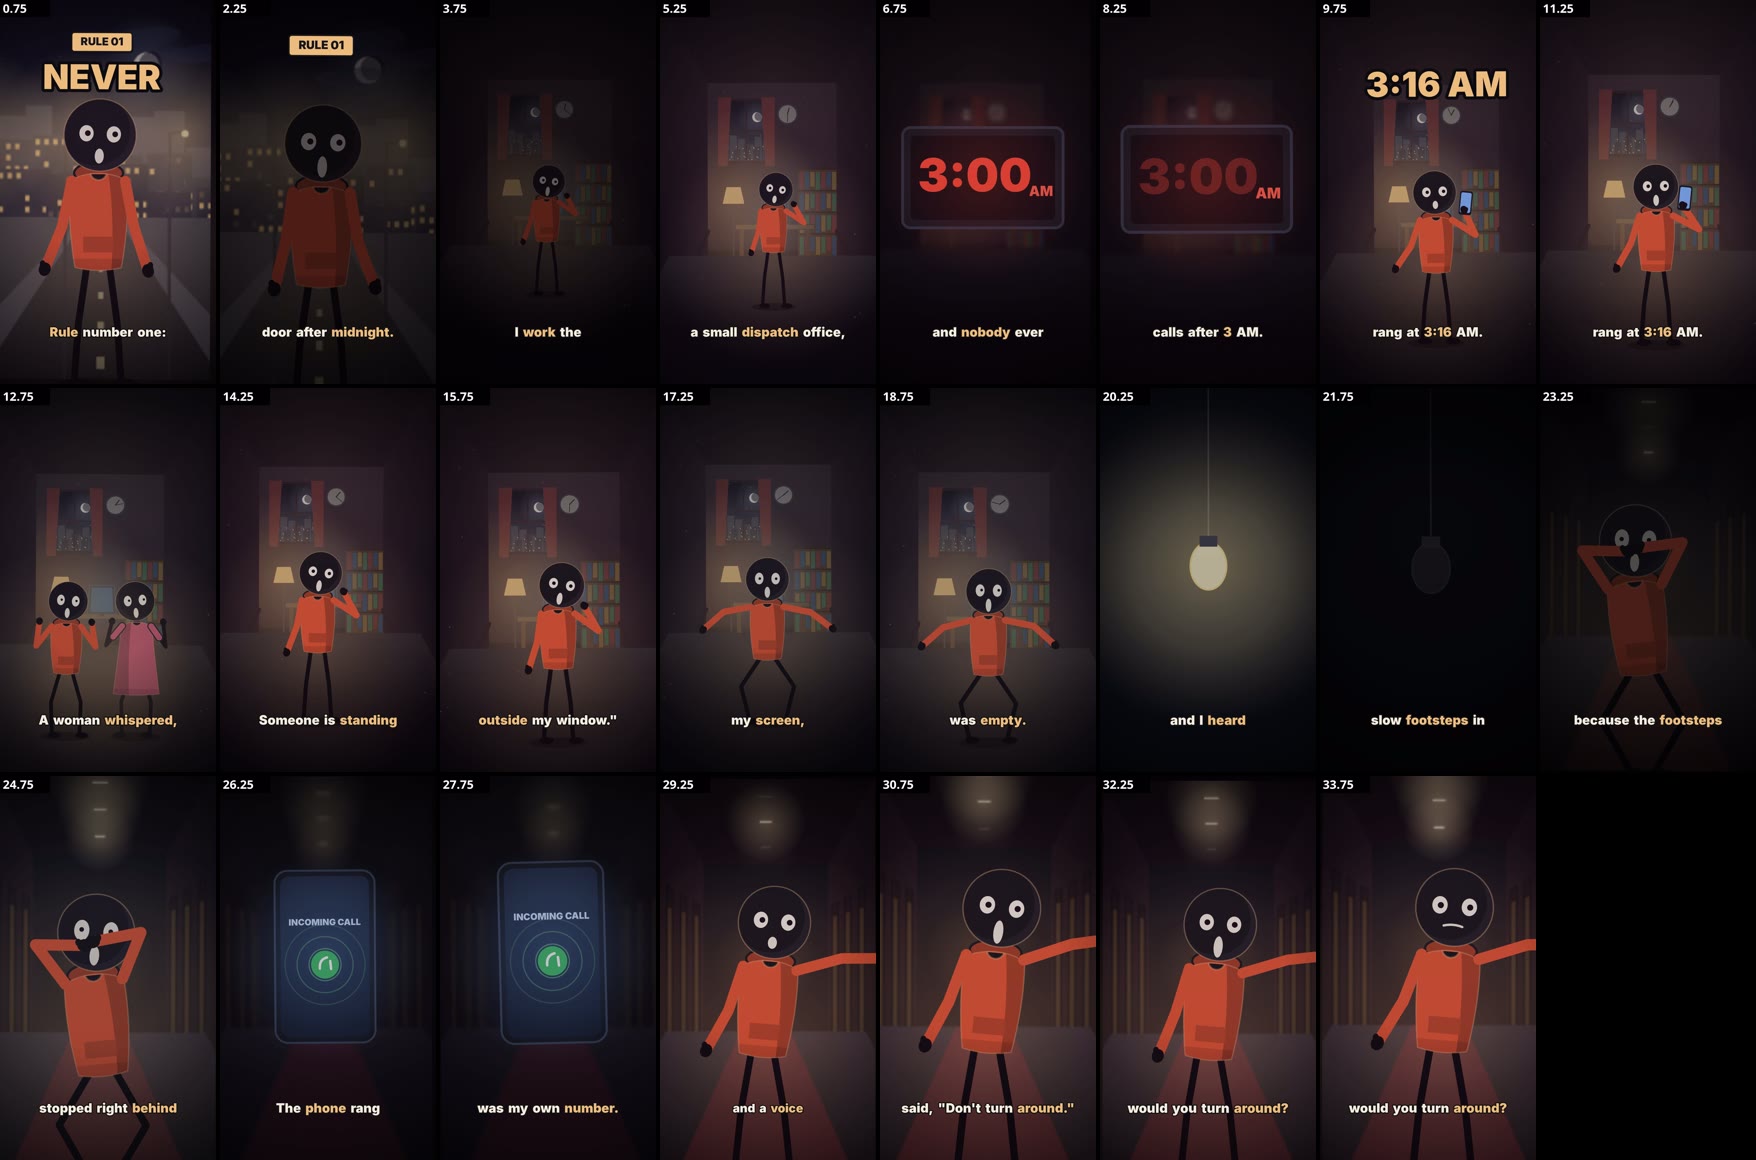 0.75
RULE 01
NEVER
Rule number one:
2.25
RULE 01
door after midnight.
3.75
I work the
5.25
a small dispatch office,
6.75
3:00 AM
and nobody ever
8.25
3:00 AM
calls after 3 AM.
9.75
3:16 AM
rang at 3:16 AM.
11.25
rang at 3:16 AM.
12.75
A woman whispered,
14.25
Someone is standing
15.75
outside my window."
17.25
my screen,
18.75
was empty.
20.25
and I heard
21.75
slow footsteps in
23.25
because the footsteps
24.75
stopped right behind
26.25
INCOMING CALL
The phone rang
27.75
INCOMING CALL
was my own number.
29.25
and a voice
30.75
said, "Don't turn around."
32.25
would you turn around?
33.75
would you turn around?